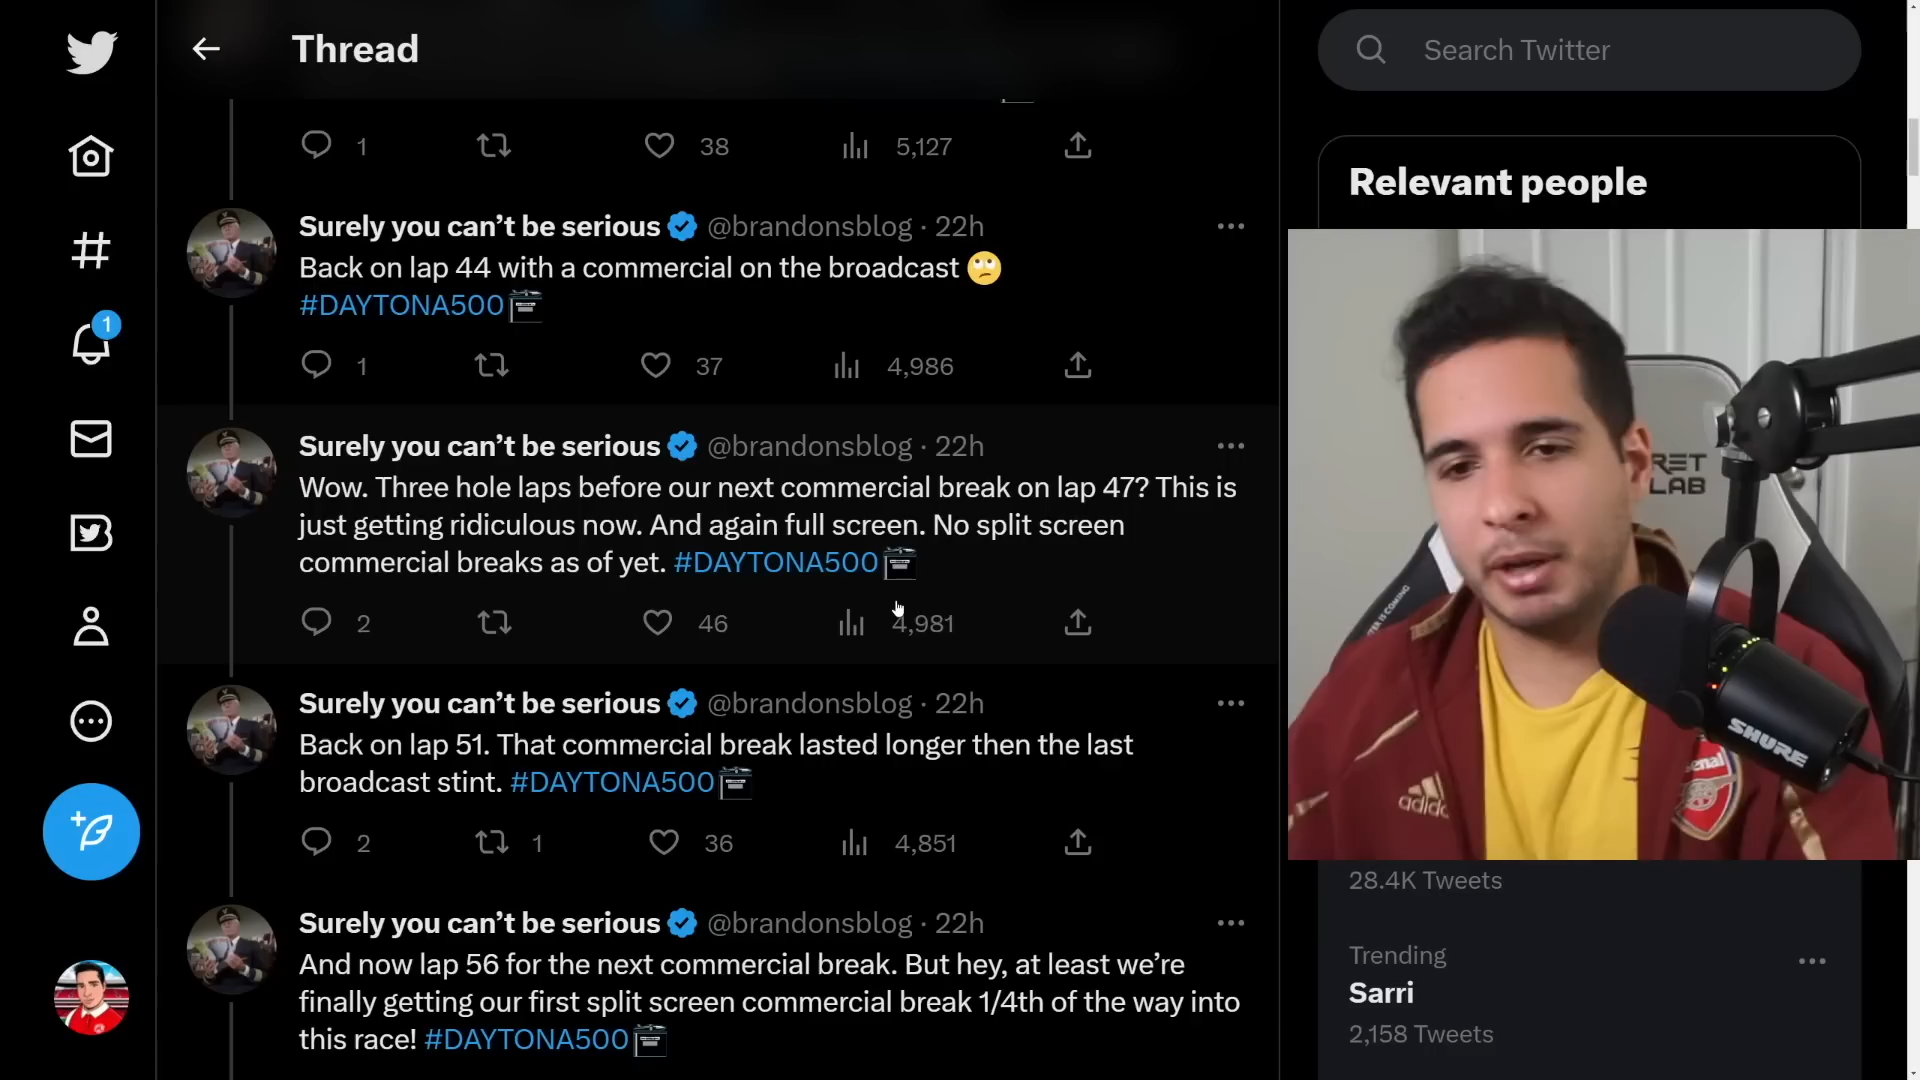 Thread
Search Twitter
1
38
5,127
Relevant people
Surely you can’t be serious @brandonsblog · 22h
Back on lap 44 with a commercial on the broadcast 🙄
#DAYTONA500
1
1
37
4,986
Surely you can’t be serious @brandonsblog · 22h
Wow. Three hole laps before our next commercial break on lap 47? This is
just getting ridiculous now. And again full screen. No split screen
commercial breaks as of yet. #DAYTONA500
2
46
4,981
Surely you can’t be serious @brandonsblog · 22h
Back on lap 51. That commercial break lasted longer then the last
broadcast stint. #DAYTONA500
2
1
36
4,851
Surely you can’t be serious @brandonsblog · 22h
And now lap 56 for the next commercial break. But hey, at least we’re
finally getting our first split screen commercial break 1/4th of the way into
this race! #DAYTONA500
RET
LAB
IS COMING
SHURE
adidas
Arsenal
28.4K Tweets
Trending
Sarri
2,158 Tweets